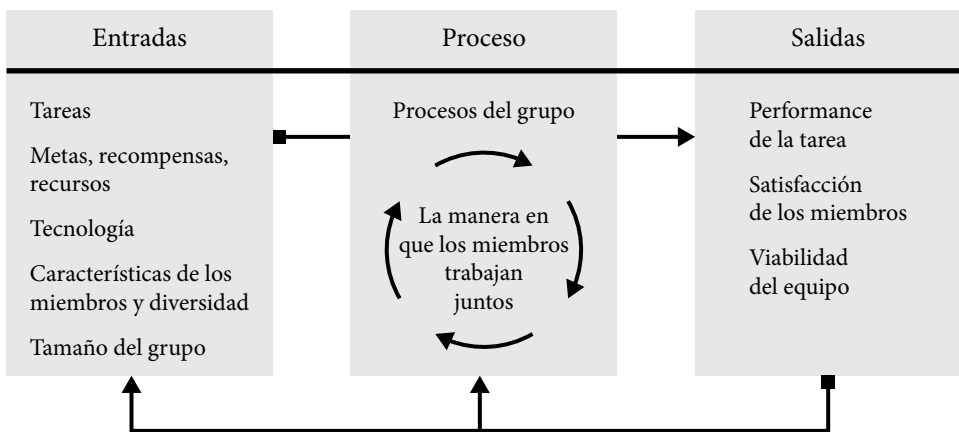 Entradas
Tareas
Metas, recompensas,
recursos
Tecnología
Características de los
miembros y diversidad
Tamaño del grupo
Proceso
Procesos del grupo
La manera en
que los miembros
trabajan
juntos
Salidas
Performance
de la tarea
Satisfacción
de los miembros
Viabilidad
del equipo